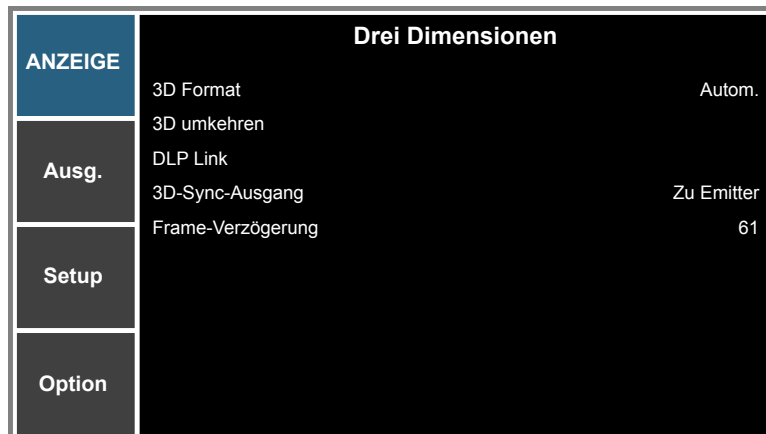 Drei Dimensionen
ANZEIGE
3D Format Autom.
3D umkehren
Ausg.
DLP Link
3D-Sync-Ausgang Zu Emitter
Frame-Verzögerung 61
Setup
Option